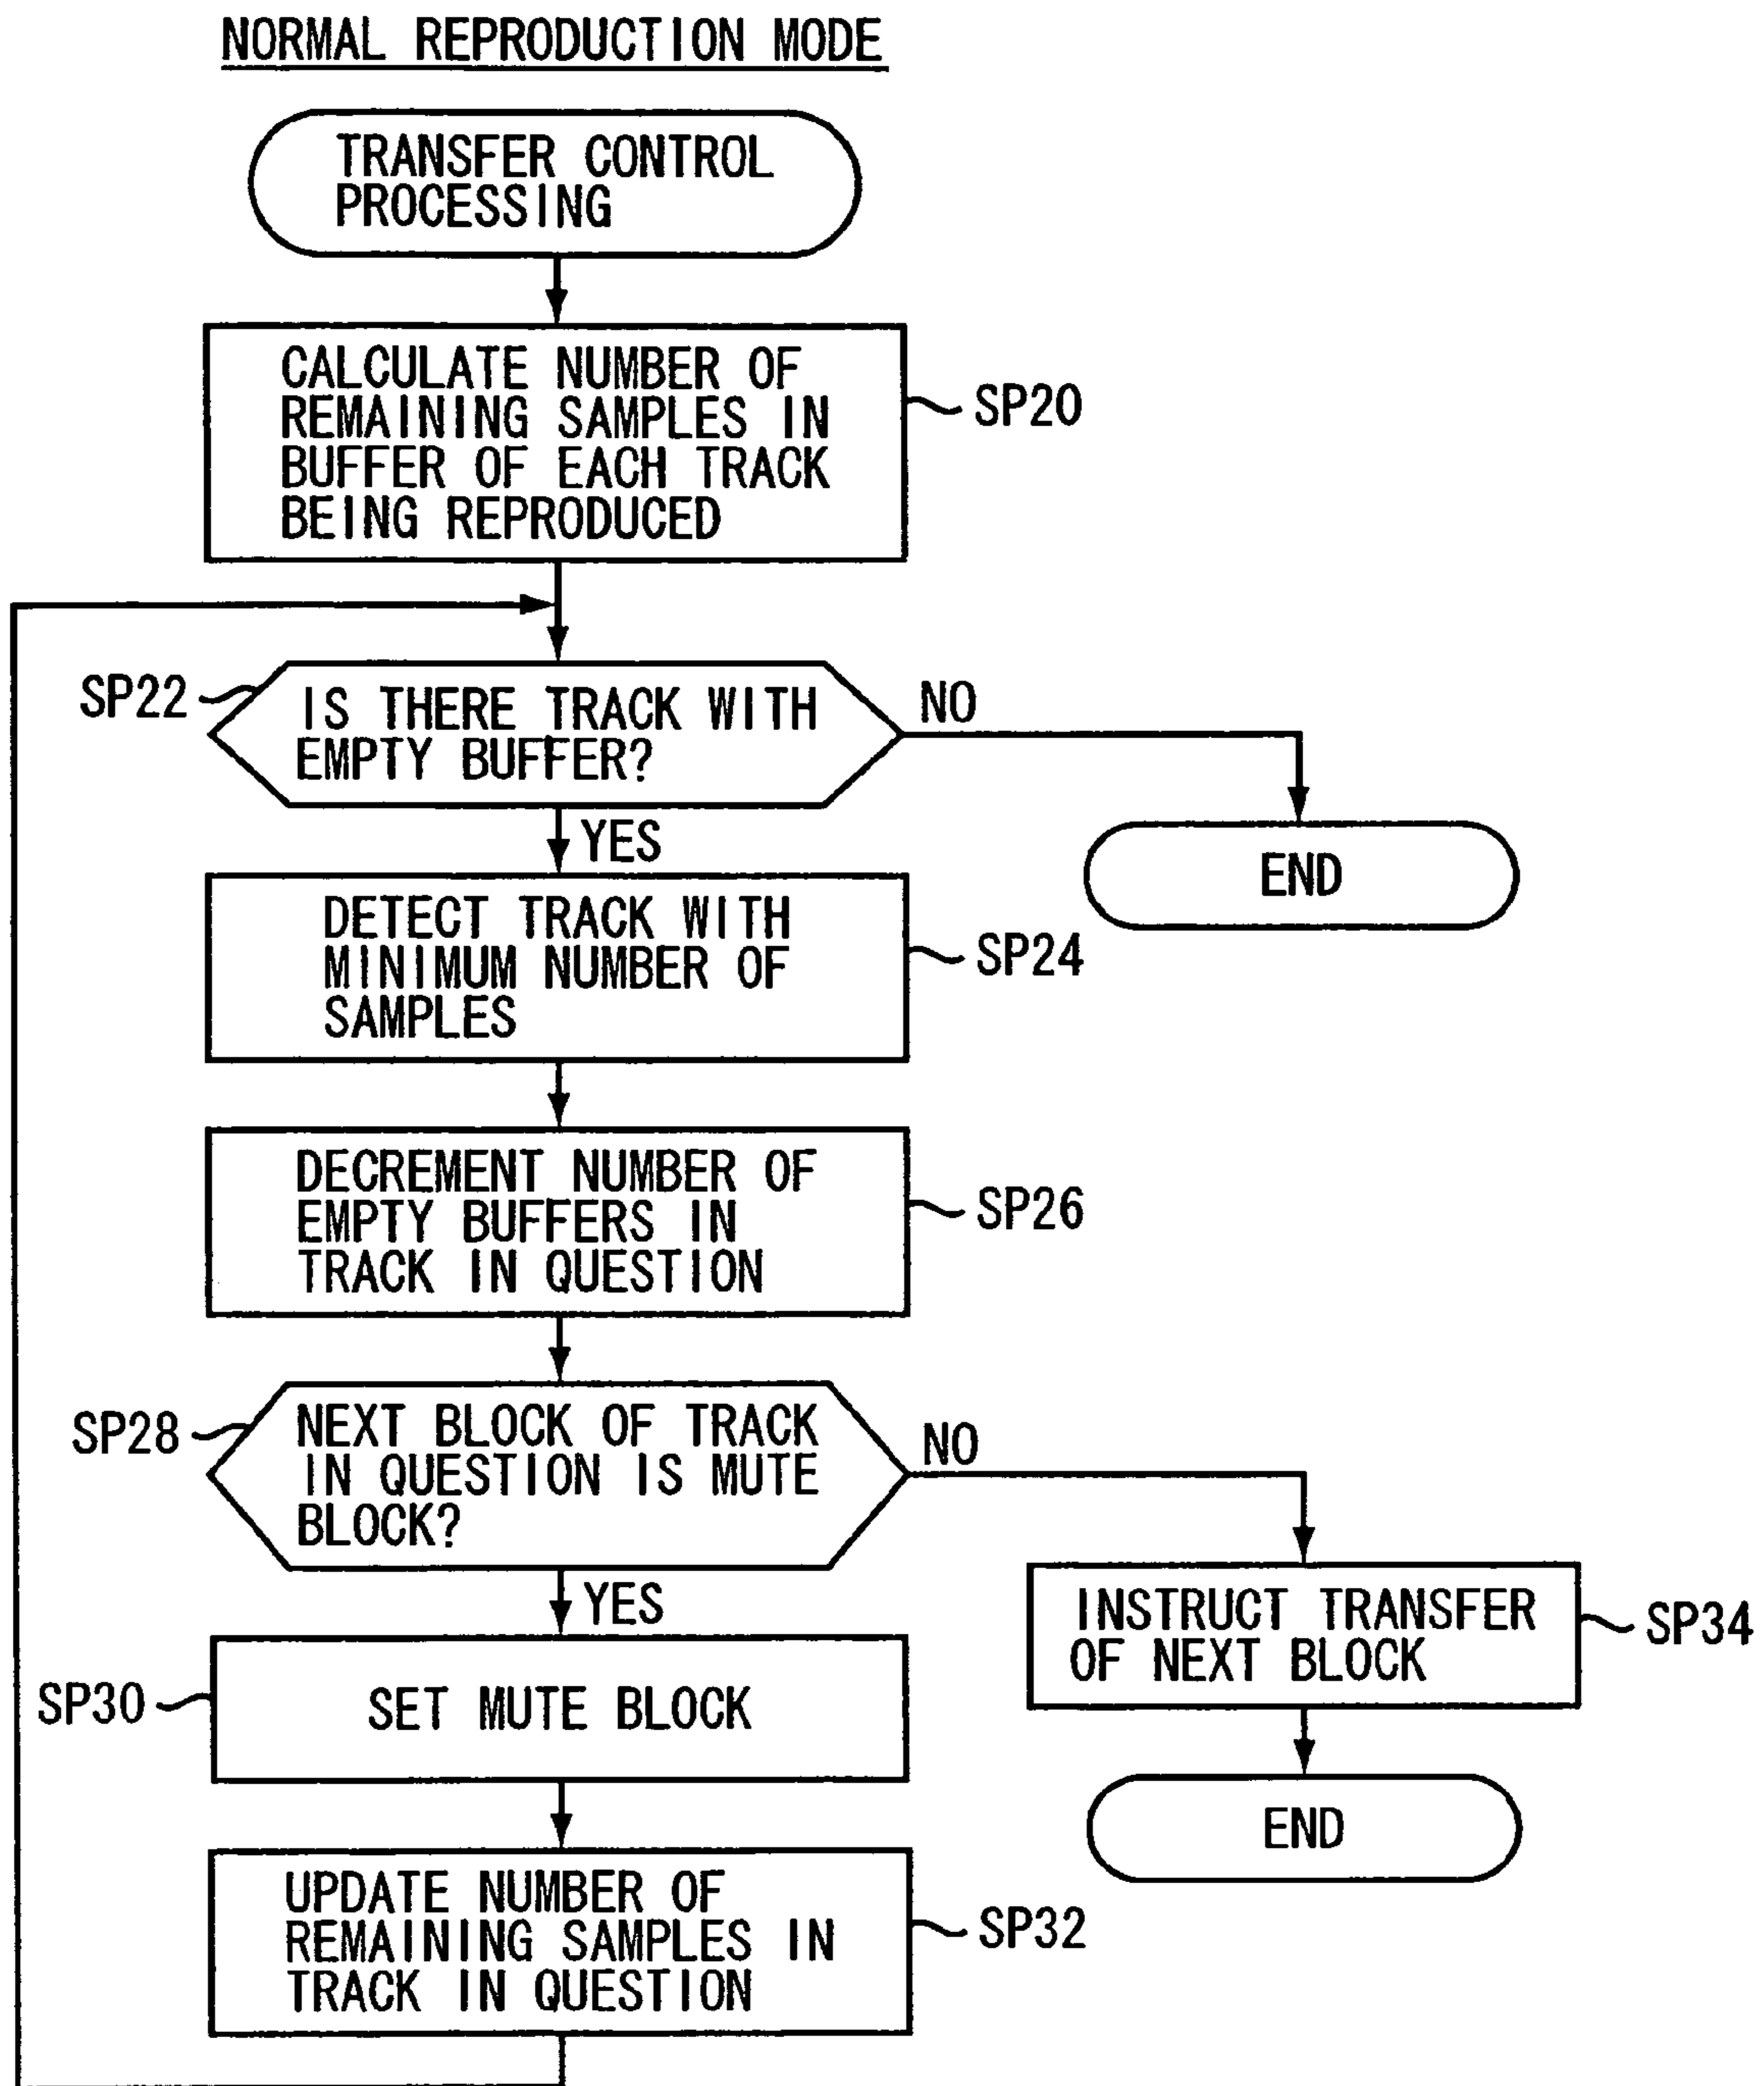 NORMAL REPRODUCTION MODE
TRANSFER CONTROL
PROCESSING
CALCULATE NUMBER OF
REMAINING SAMPLES IN
BUFFER OF EACH TRACK
BEING REPRODUCED
SP20
SP22
IS THERE TRACK WITH
EMPTY BUFFER?
NO
YES
END
DETECT TRACK WITH
MINIMUM NUMBER OF
SAMPLES
SP24
DECREMENT NUMBER OF
EMPTY BUFFERS IN
TRACK IN QUESTION
SP26
SP28
NEXT BLOCK OF TRACK
IN QUESTION IS MUTE
BLOCK?
NO
YES
INSTRUCT TRANSFER
OF NEXT BLOCK
SP34
SP30
SET MUTE BLOCK
END
UPDATE NUMBER OF
REMAINING SAMPLES IN
TRACK IN QUESTION
SP32